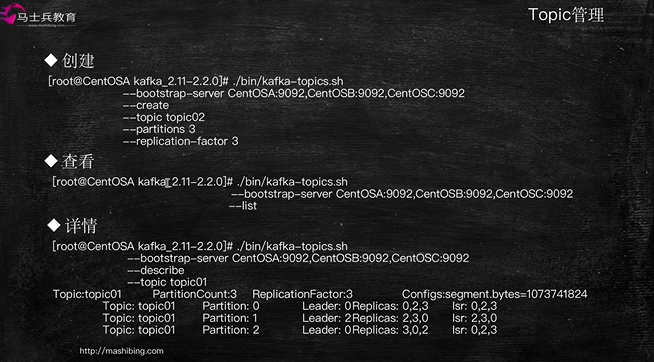 马士兵教育
www.mashibing.com
Topic管理
◆ 创建
[root@CentOSA kafka_2.11-2.2.0]# ./bin/kafka-topics.sh
--bootstrap-server CentOSA:9092,CentOSB:9092,CentOSC:9092
--create
--topic topic02
--partitions 3
--replication-factor 3
◆ 查看
[root@CentOSA kafka_2.11-2.2.0]# ./bin/kafka-topics.sh
--bootstrap-server CentOSA:9092,CentOSB:9092,CentOSC:9092
--list
◆ 详情
[root@CentOSA kafka_2.11-2.2.0]# ./bin/kafka-topics.sh
--bootstrap-server CentOSA:9092,CentOSB:9092,CentOSC:9092
--describe
--topic topic01
Topic:topic01 PartitionCount:3 ReplicationFactor:3 Configs:segment.bytes=1073741824
Topic: topic01 Partition: 0 Leader: 0 Replicas: 0,2,3 Isr: 0,2,3
Topic: topic01 Partition: 1 Leader: 2 Replicas: 2,3,0 Isr: 2,3,0
Topic: topic01 Partition: 2 Leader: 0 Replicas: 3,0,2 Isr: 0,2,3
http://mashibing.com